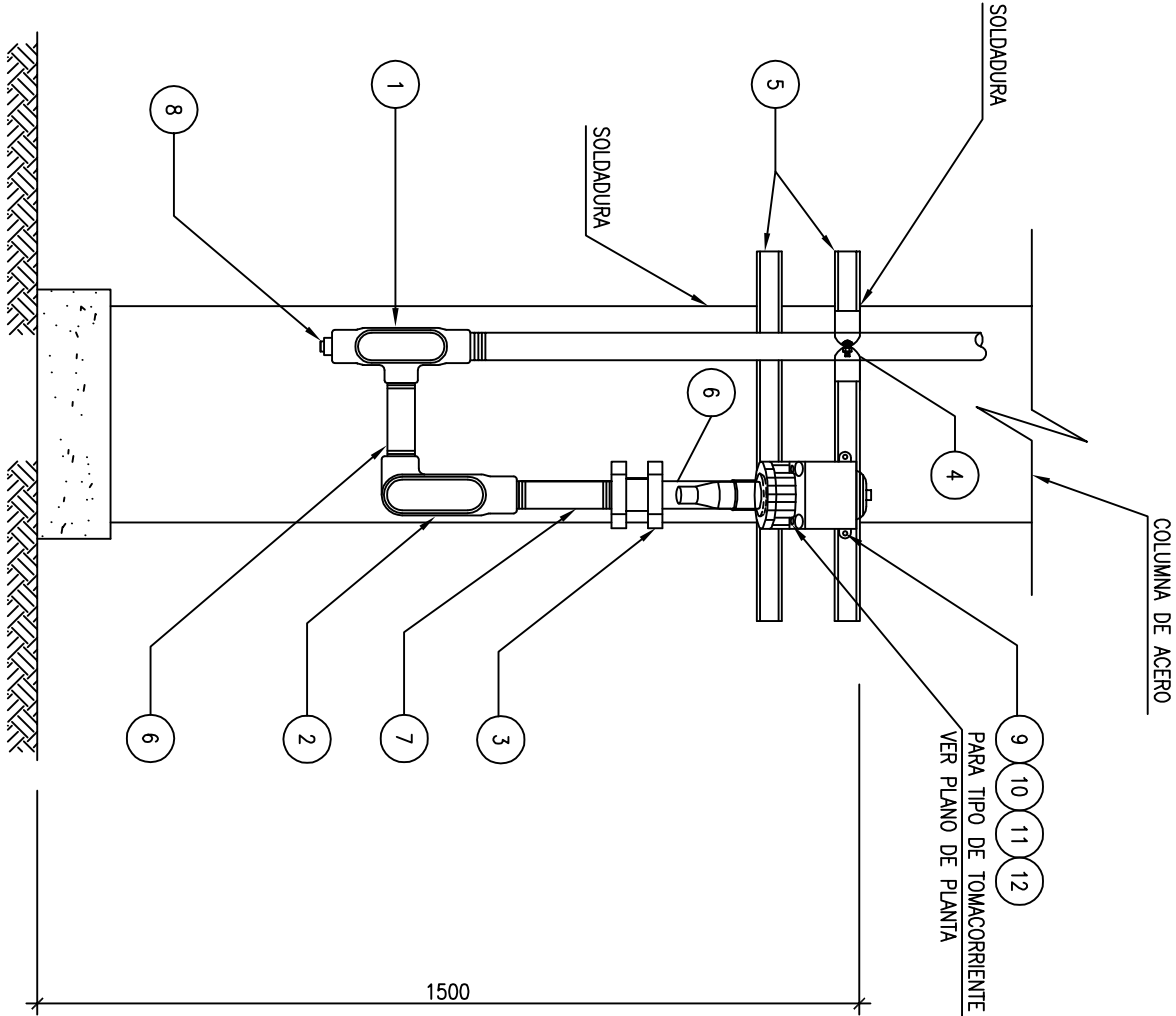 SOLDADURA
5
1
8
SOLDADURA
6
4
COLUMNA DE ACERO
9 10 11 12
PARA TIPO DE TOMACORRIENTE
VER PLANO DE PLANTA
3
7
2
6
1500